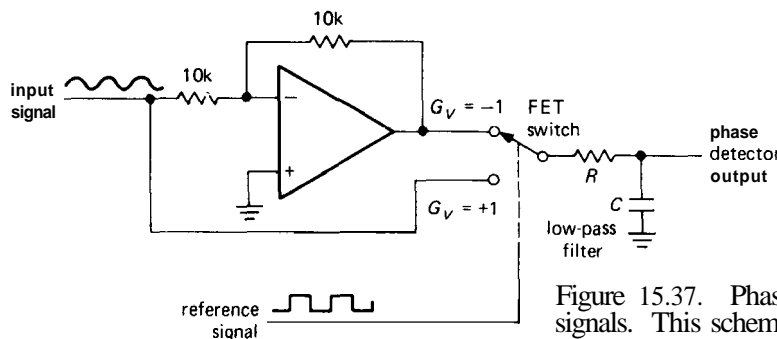 10k
10k
input
signal
−
+
G_V = −1
FET
switch
phase
detector
output
R
C
G_V = +1
low-pass
filter
reference
signal
Figure 15.37. Phas
signals. This schem